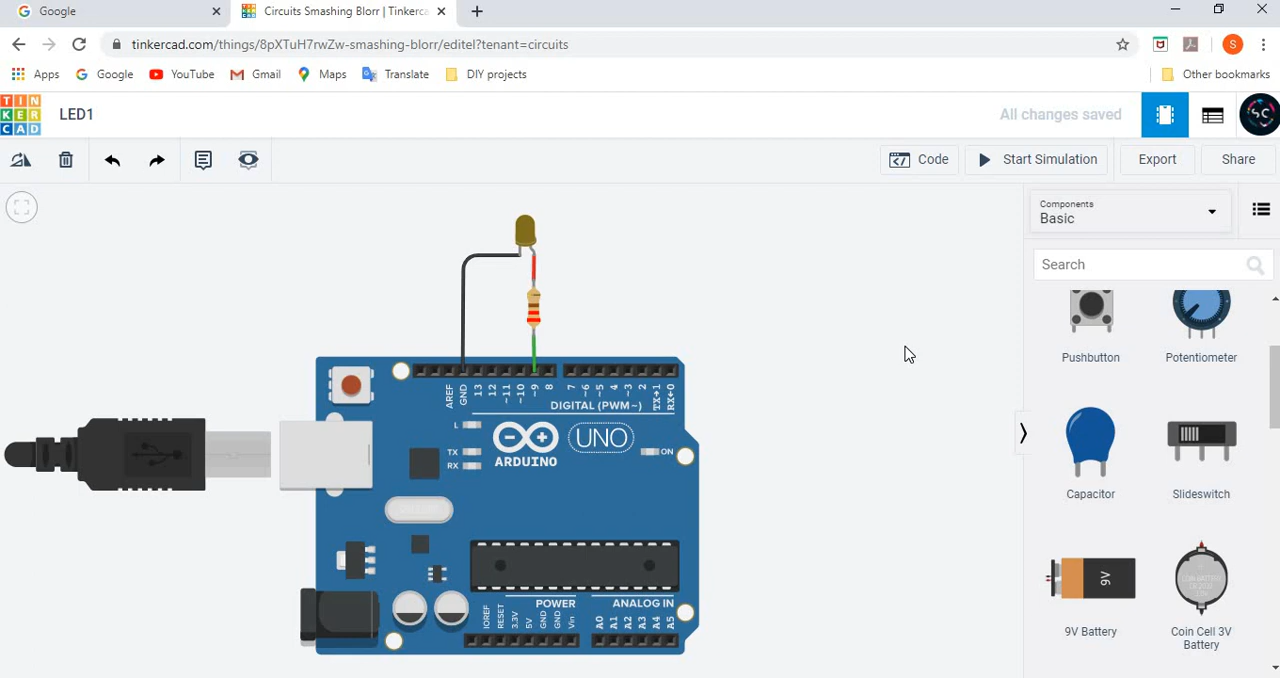 Google
Circuits Smashing Blorr | Tinkerca
tinkercad.com/things/8pXTuH7rwZw-smashing-blorr/editel?tenant=circuits
S
Apps
Google
YouTube
Gmail
Maps
Translate
DIY projects
Other bookmarks
TIN
KER
CAD
LED1
All changes saved
SC
Code
Start Simulation
Export
Share
Components
Basic
Search
Pushbutton
Potentiometer
Capacitor
Slideswitch
9V
9V Battery
Coin Cell 3V
Battery
AREF
GND
13
12
~11
~10
~9
8
7
~6
~5
4
~3
2
TX→1
RX←0
DIGITAL (PWM~)
L
TX
RX
ARDUINO
UNO
ON
POWER
ANALOG IN
IOREF
RESET
3.3V
5V
GND
GND
Vin
A0
A1
A2
A3
A4
A5